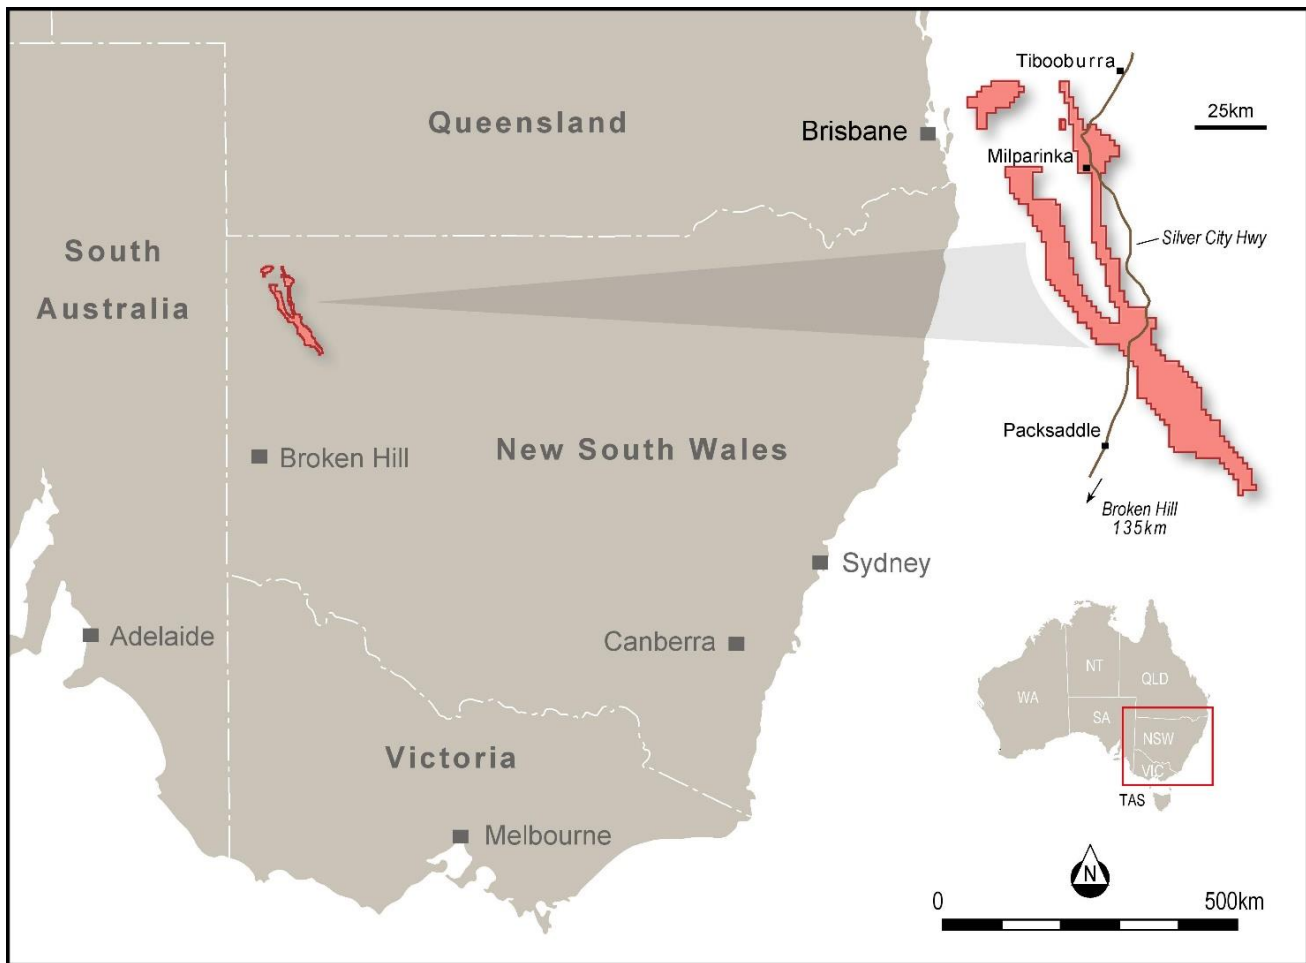 Queensland
Brisbane
South
Australia
New South Wales
Broken Hill
Sydney
Adelaide
Canberra
Victoria
Melbourne
Tibooburra
25km
Milparinka
Silver City Hwy
Packsaddle
Broken Hill
135km
NT
QLD
WA
SA
NSW
VIC
TAS
N
0 500km